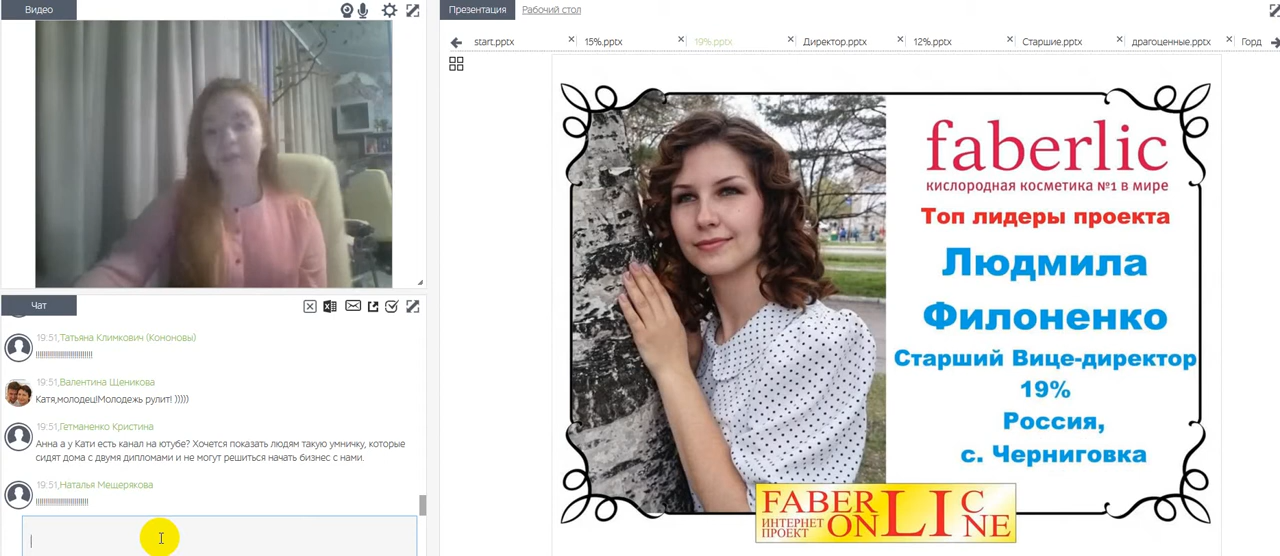 Видео
Презентация
Рабочий стол
start.pptx
15%.pptx
19%.pptx
Директор.pptx
12%.pptx
Старшие.pptx
драгоценные.pptx
Горд
faberlic
кислородная косметика №1 в мире
Топ лидеры проекта
Людмила
Филоненко
Старший Вице-директор
19%
Россия,
с. Черниговка
FABERLIC
ИНТЕРНЕТ
ПРОЕКТ
ONLINE
Чат
19:51,Татьяна Климкович (Кононовы)
!!!!!!!!!!!!!!!!!!!!!!!!!!!!
19:51,Валентина Щеникова
Катя,молодец!Молодежь рулит! )))))
19:51,Гетманенко Кристина
Анна а у Кати есть канал на ютубе? Хочется показать людям такую умничку, которые
сидят дома с двумя дипломами и не могут решиться начать бизнес с нами.
19:51,Наталья Мещерякова
!!!!!!!!!!!!!!!!!!!!!!!!!!